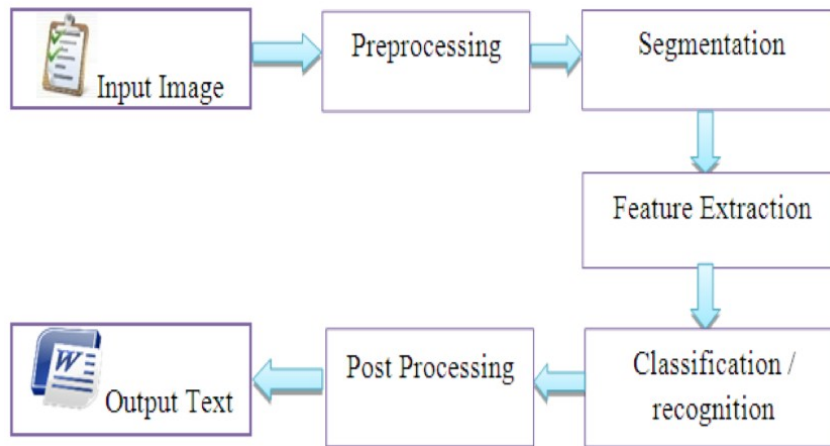 Input Image
Preprocessing
Segmentation
Feature Extraction
Classification /
recognition
Post Processing
W
Output Text